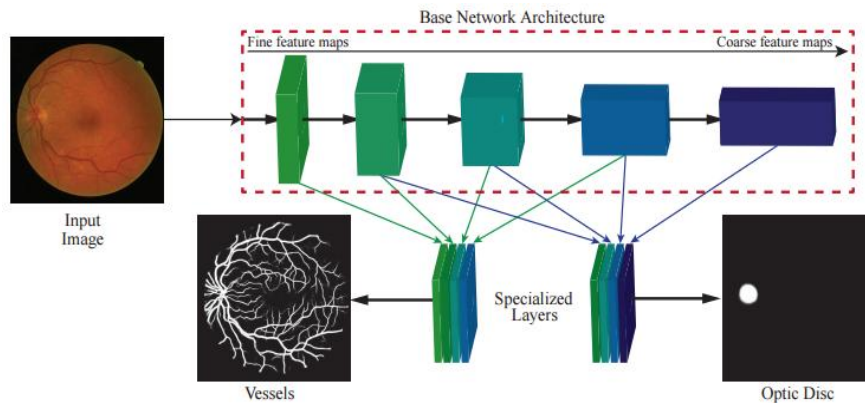 Base Network Architecture
Fine feature maps
Coarse feature maps
Input
Image
Specialized
Layers
Vessels
Optic Disc